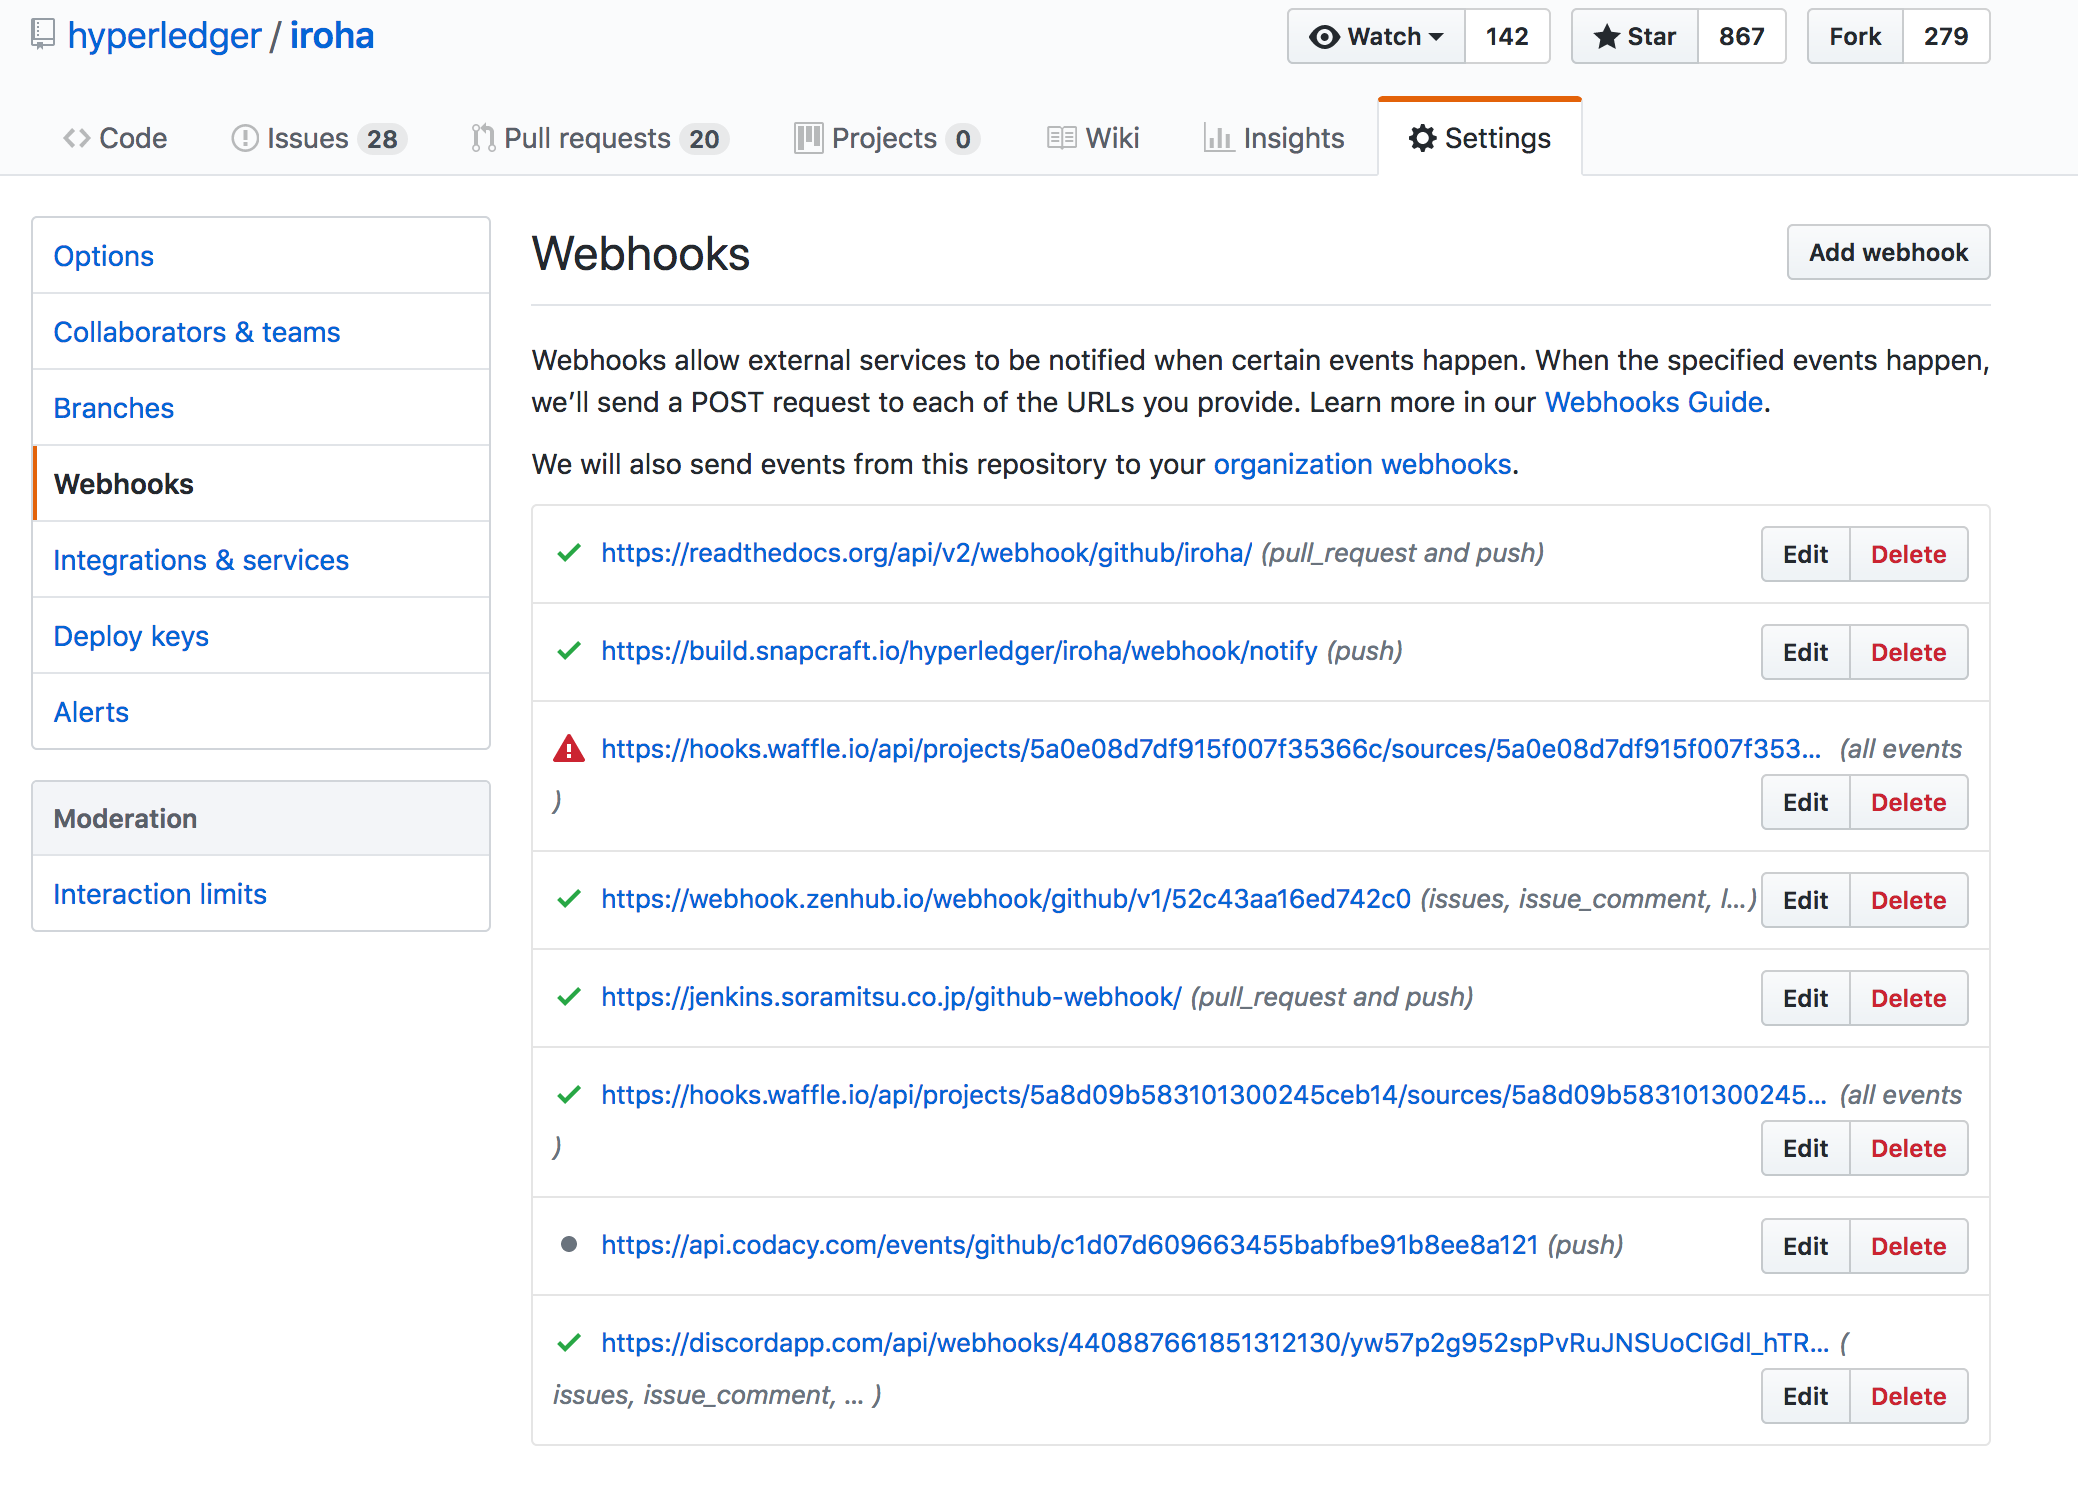 hyperledger / iroha
Watch 142 Star 867 Fork 279
Code Issues 28 Pull requests 20 Projects 0 Wiki Insights Settings
Options
Collaborators & teams
Branches
Webhooks
Integrations & services
Deploy keys
Alerts
Moderation
Interaction limits
Webhooks
Add webhook
Webhooks allow external services to be notified when certain events happen. When the specified events happen,
we’ll send a POST request to each of the URLs you provide. Learn more in our Webhooks Guide.
We will also send events from this repository to your organization webhooks.
https://readthedocs.org/api/v2/webhook/github/iroha/ (pull_request and push) Edit Delete
https://build.snapcraft.io/hyperledger/iroha/webhook/notify (push) Edit Delete
https://hooks.waffle.io/api/projects/5a0e08d7df915f007f35366c/sources/5a0e08d7df915f007f353... (all events
) Edit Delete
https://webhook.zenhub.io/webhook/github/v1/52c43aa16ed742c0 (issues, issue_comment, l...) Edit Delete
https://jenkins.soramitsu.co.jp/github-webhook/ (pull_request and push) Edit Delete
https://hooks.waffle.io/api/projects/5a8d09b583101300245ceb14/sources/5a8d09b583101300245... (all events
) Edit Delete
https://api.codacy.com/events/github/c1d07d609663455babfbe91b8ee8a121 (push) Edit Delete
https://discordapp.com/api/webhooks/440887661851312130/yw57p2g952spPvRuJNSUoCIGdl_hTR... (
issues, issue_comment, ... ) Edit Delete